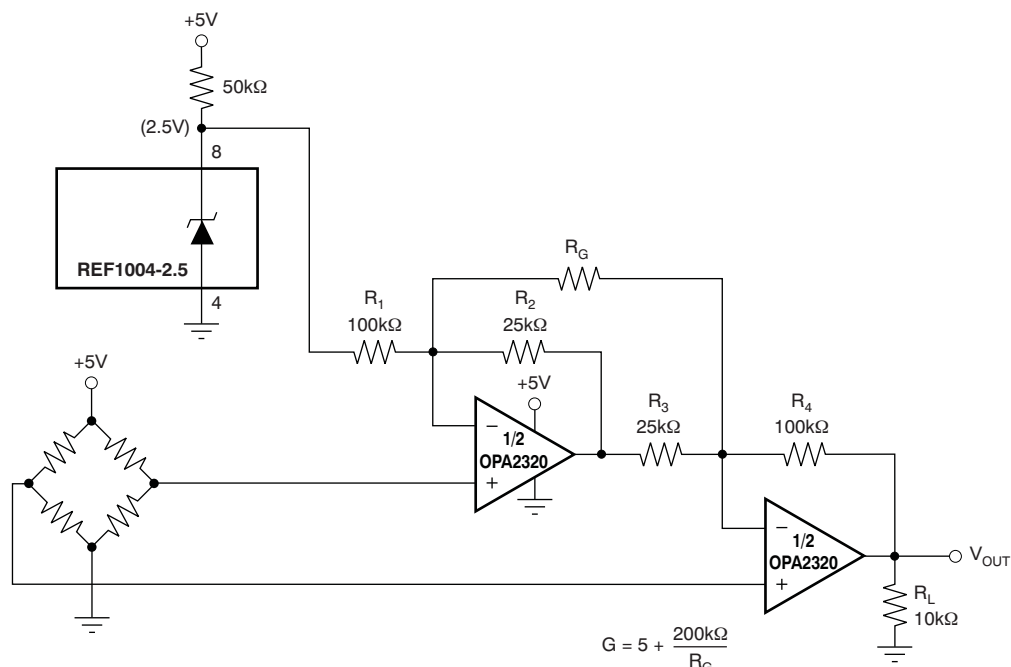 +5V
50kΩ
(2.5V)
8
REF1004-2.5
4
R_G
R_1
100kΩ
R_2
25kΩ
+5V
+5V
R_3
25kΩ
R_4
100kΩ
−
1/2
OPA2320
+
−
1/2
OPA2320
+
V_OUT
R_L
10kΩ
G = 5 + 200kΩ / R_G